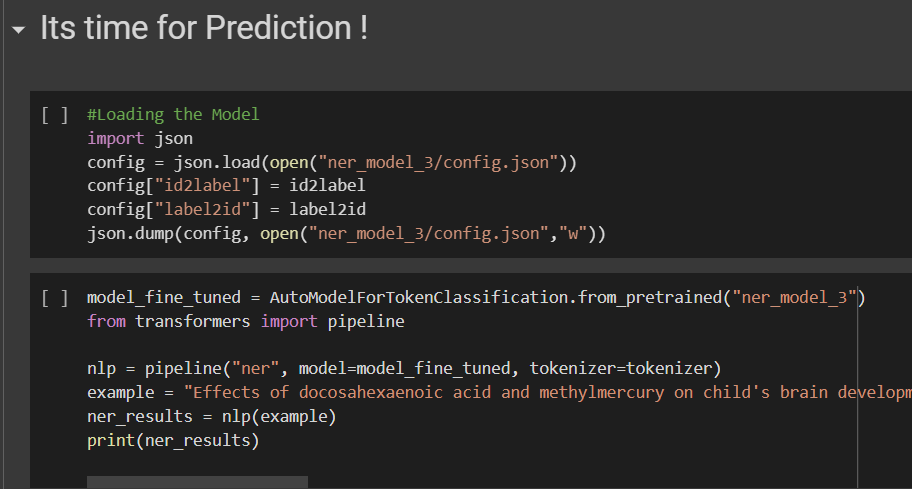 Its time for Prediction !
[ ] #Loading the Model
import json
config = json.load(open("ner_model_3/config.json"))
config["id2label"] = id2label
config["label2id"] = label2id
json.dump(config, open("ner_model_3/config.json","w"))
[ ] model_fine_tuned = AutoModelForTokenClassification.from_pretrained("ner_model_3")
from transformers import pipeline
nlp = pipeline("ner", model=model_fine_tuned, tokenizer=tokenizer)
example = "Effects of docosahexaenoic acid and methylmercury on child's brain developm
ner_results = nlp(example)
print(ner_results)